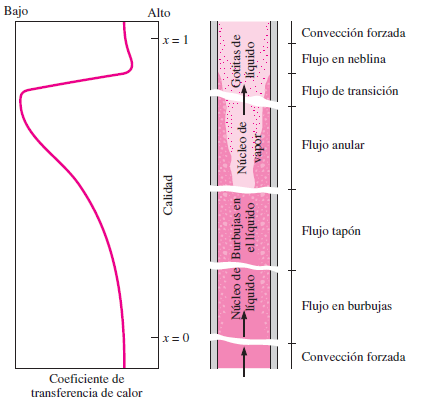 Bajo
Alto
x = 1
Calidad
x = 0
Coeficiente de
transferencia de calor
Gotitas de
líquido
Núcleo de
vapor
Burbujas en
el líquido
Núcleo de
líquido
Convección forzada
Flujo en neblina
Flujo de transición
Flujo anular
Flujo tapón
Flujo en burbujas
Convección forzada